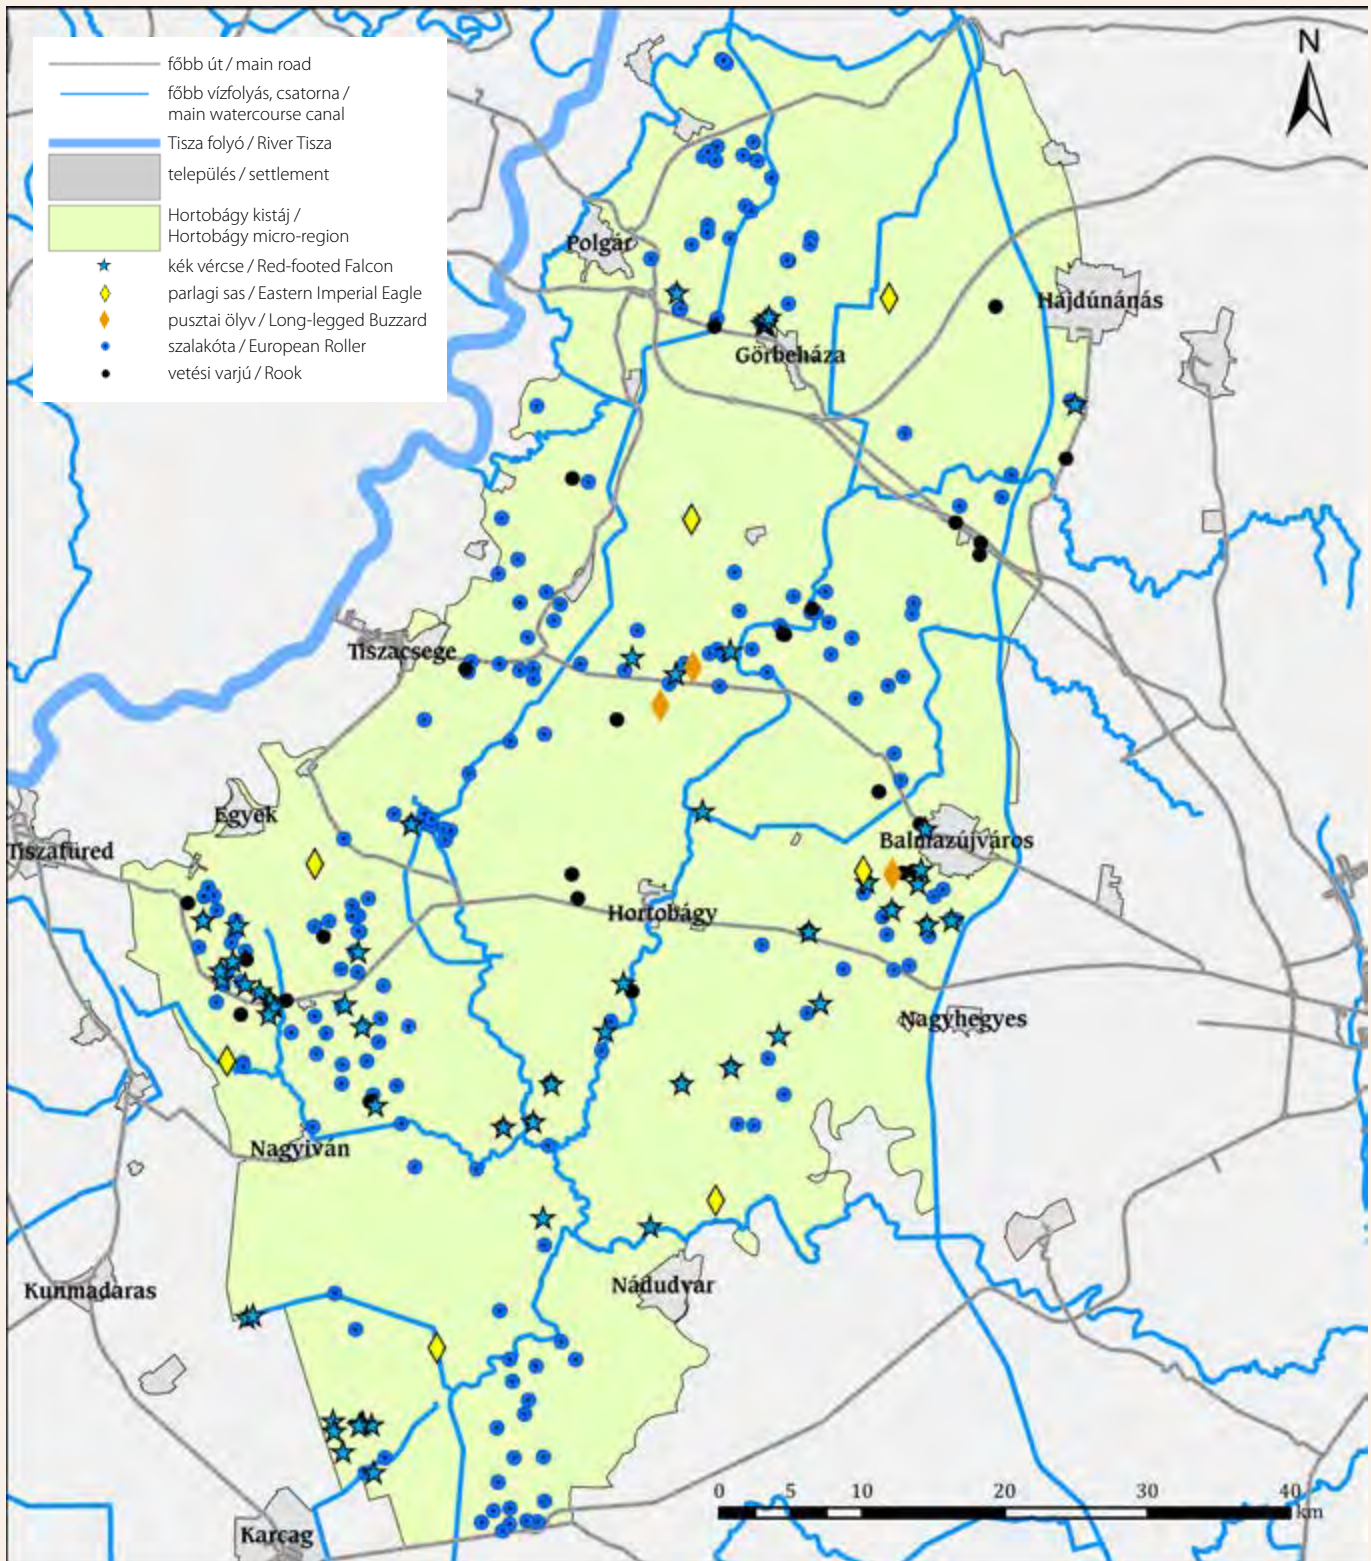 főbb út / main road
főbb vízfolyás, csatorna /
main watercourse canal
Tisza folyó / River Tisza
település / settlement
Hortobágy kistáj /
Hortobágy micro-region
kék vércse / Red-footed Falcon
parlagi sas / Eastern Imperial Eagle
pusztai ölyv / Long-legged Buzzard
szalakóta / European Roller
vetési varjú / Rook
N
Polgár
Hajdúnánás
Görbeháza
Tiszacsege
Egyek
Tiszafüred
Balmazújváros
Hortobágy
Nagyhegyes
Nagyiván
Kunmadaras
Nádudvar
Karcag
0 5 10 20 30 40
km